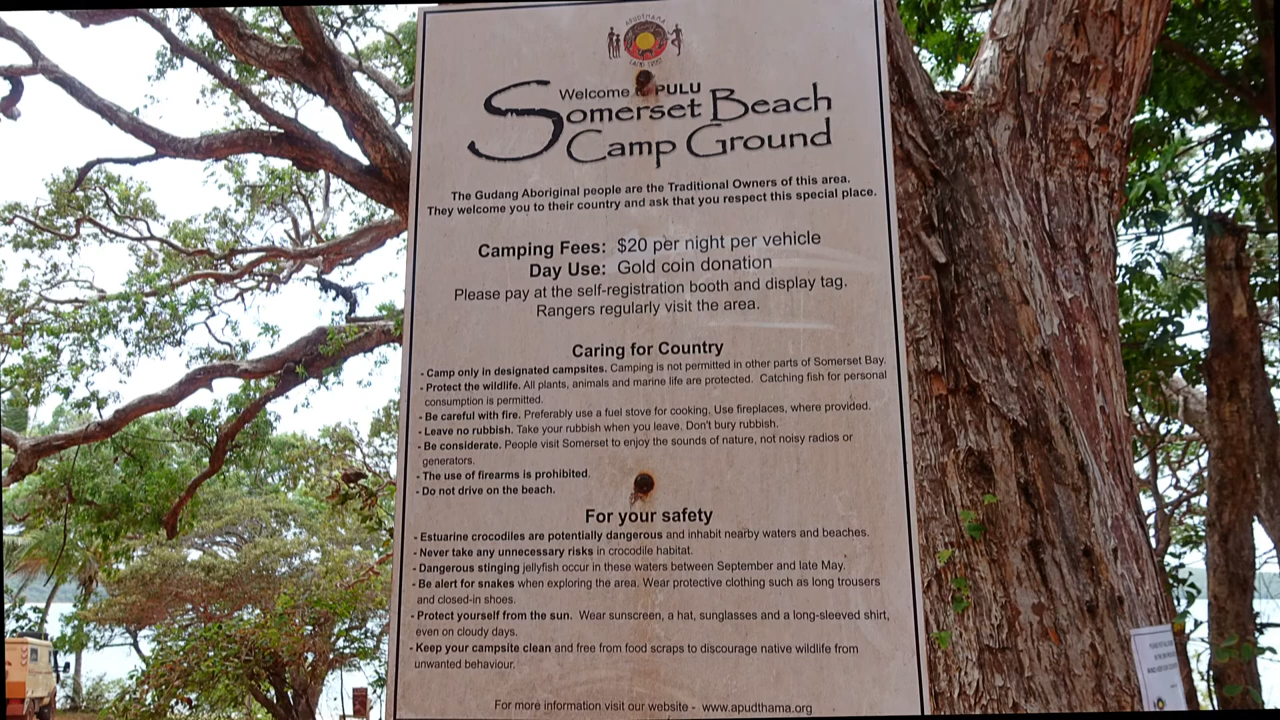 APUDTHAMA
LAND TRUST
Welcome to PULU
Somerset Beach
Camp Ground
The Gudang Aboriginal people are the Traditional Owners of this area.
They welcome you to their country and ask that you respect this special place.
Camping Fees: $20 per night per vehicle
Day Use: Gold coin donation
Please pay at the self-registration booth and display tag.
Rangers regularly visit the area.
Caring for Country
- Camp only in designated campsites. Camping is not permitted in other parts of Somerset Bay.
- Protect the wildlife. All plants, animals and marine life are protected. Catching fish for personal
consumption is permitted.
- Be careful with fire. Preferably use a fuel stove for cooking. Use fireplaces, where provided.
- Leave no rubbish. Take your rubbish when you leave. Don't bury rubbish.
- Be considerate. People visit Somerset to enjoy the sounds of nature, not noisy radios or
generators.
- The use of firearms is prohibited.
- Do not drive on the beach.
For your safety
- Estuarine crocodiles are potentially dangerous and inhabit nearby waters and beaches.
- Never take any unnecessary risks in crocodile habitat.
- Dangerous stinging jellyfish occur in these waters between September and late May.
- Be alert for snakes when exploring the area. Wear protective clothing such as long trousers
and closed-in shoes.
- Protect yourself from the sun. Wear sunscreen, a hat, sunglasses and a long-sleeved shirt,
even on cloudy days.
- Keep your campsite clean and free from food scraps to discourage native wildlife from
unwanted behaviour.
For more information visit our website - www.apudthama.org